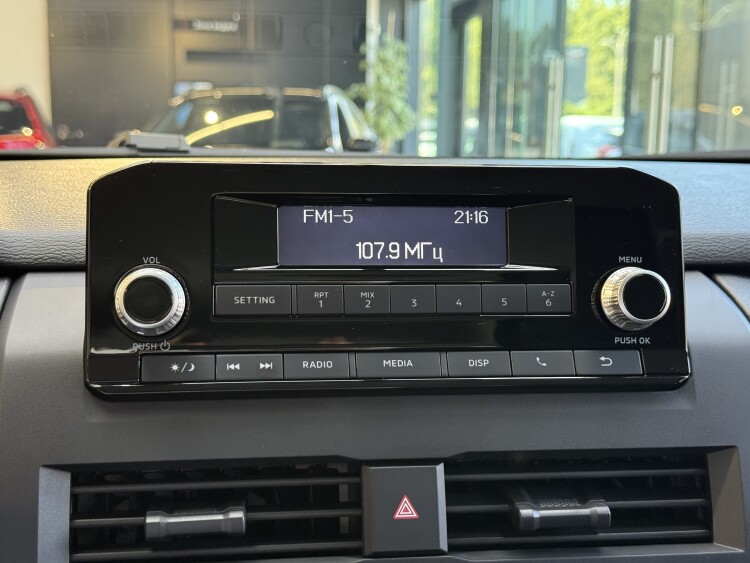 FM1-5 21:16
107.9 МГц
VOL
MENU
SETTING
RPT
1
MIX
2
3
4
5
A-Z
6
PUSH
PUSH OK
RADIO
MEDIA
DISP